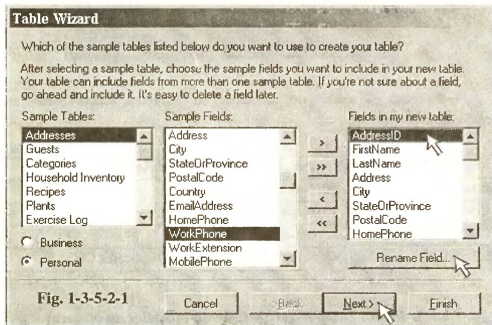 Table Wizard
Which of the sample tables listed below do you want to use to create your table?
After selecting a sample table, choose the sample fields you want to include in your new table.
Your table can include fields from more than one sample table. If you're not sure about a field,
go ahead and include it. It's easy to delete a field later.
Sample Tables:
Addresses
Guests
Categories
Household Inventory
Recipes
Plants
Exercise Log
Business
Personal
Sample Fields:
Address
City
StateOrProvince
PostalCode
Country
EmailAddress
HomePhone
WorkPhone
WorkExtension
MobilePhone
>
>>
<
<<
Fields in my new table:
AddressID
FirstName
LastName
Address
City
StateOrProvince
PostalCode
HomePhone
Rename Field...
Fig. 1-3-5-2-1
Cancel
< Back
Next >
Finish